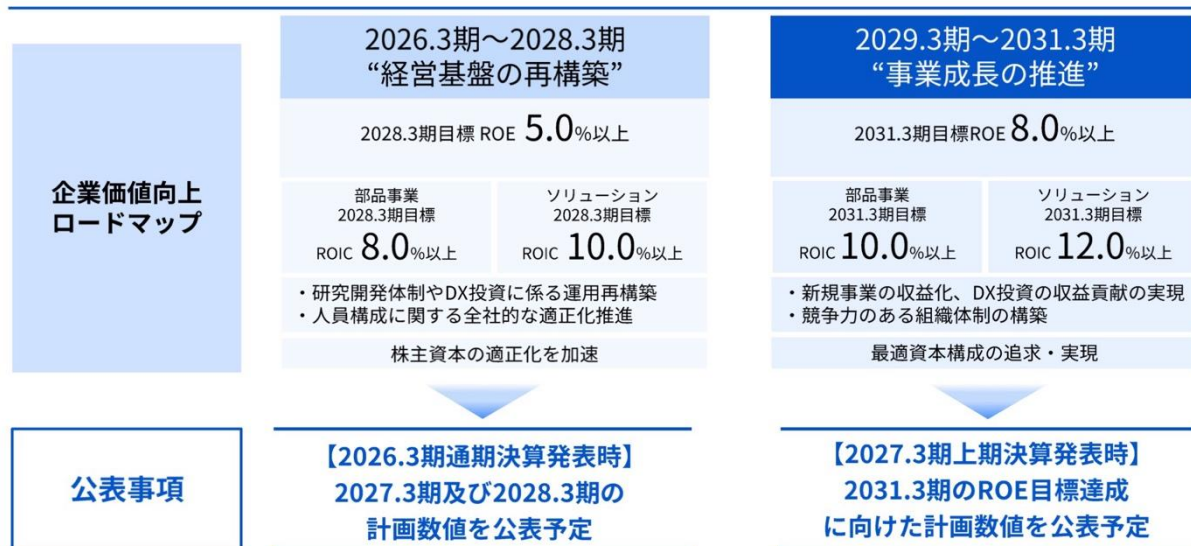 企業価値向上
ロードマップ
2026.3期～2028.3期
“経営基盤の再構築”
2028.3期目標 ROE 5.0%以上
部品事業
2028.3期目標
ROIC 8.0%以上
ソリューション
2028.3期目標
ROIC 10.0%以上
・研究開発体制やDX投資に係る運用再構築
・人員構成に関する全社的な適正化推進
株主資本の適正化を加速
2029.3期～2031.3期
“事業成長の推進”
2031.3期目標ROE 8.0%以上
部品事業
2031.3期目標
ROIC 10.0%以上
ソリューション
2031.3期目標
ROIC 12.0%以上
・新規事業の収益化、DX投資の収益貢献の実現
・競争力のある組織体制の構築
最適資本構成の追求・実現
公表事項
【2026.3期通期決算発表時】
2027.3期及び2028.3期の
計画数値を公表予定
【2027.3期上期決算発表時】
2031.3期のROE目標達成
に向けた計画数値を公表予定